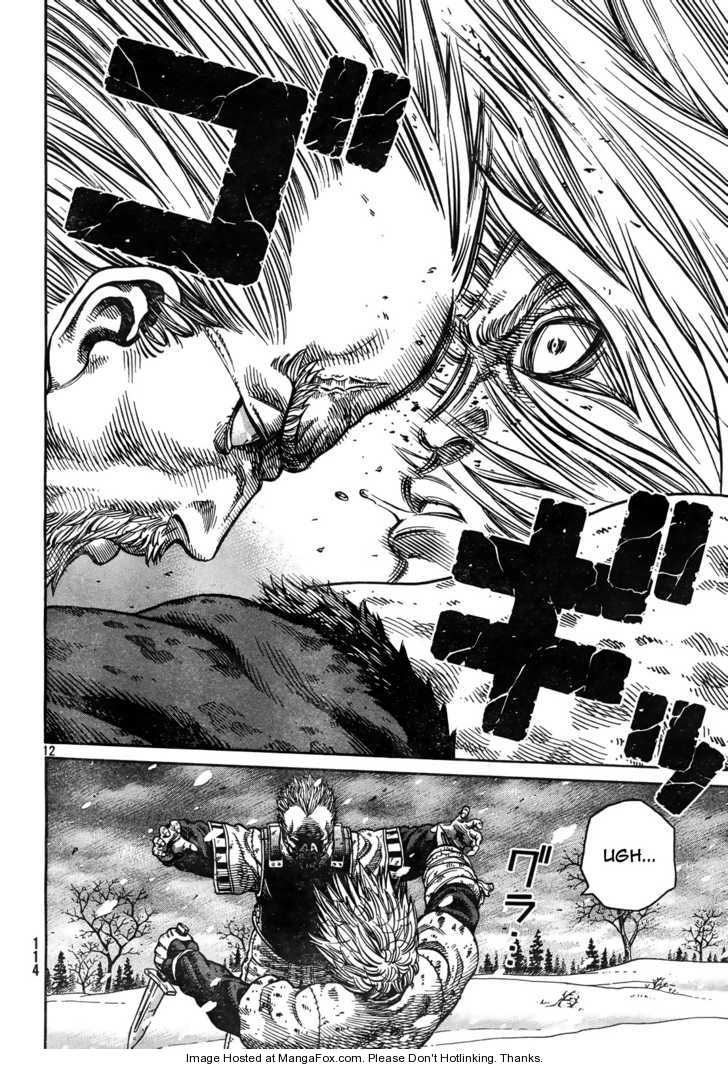 ゴ
ギッ
12
UGH...
グラ…
114
Image Hosted at MangaFox.com. Please Don't Hotlinking. Thanks.